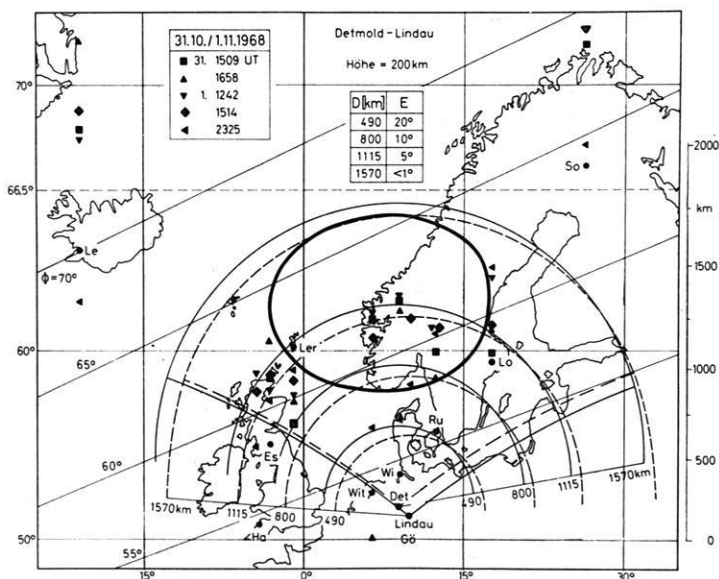 31.10./1.11.1968
31. 1509 UT
1658
1. 1242
1514
2325
Detmold-Lindau
Höhe = 200km
D[km] E
490 20°
800 10°
1115 5°
1570 <1°
70°
66.5°
60°
50°
2000
km
1500
1000
500
0
So
Le
Φ=70°
65°
60°
55°
Ler
Lo
Ru
Es
Wi
Wit
Det
Lindau
Gö
Ha
1570km
1115
800
490
490
800
1115
1570km
15°
0°
15°
30°